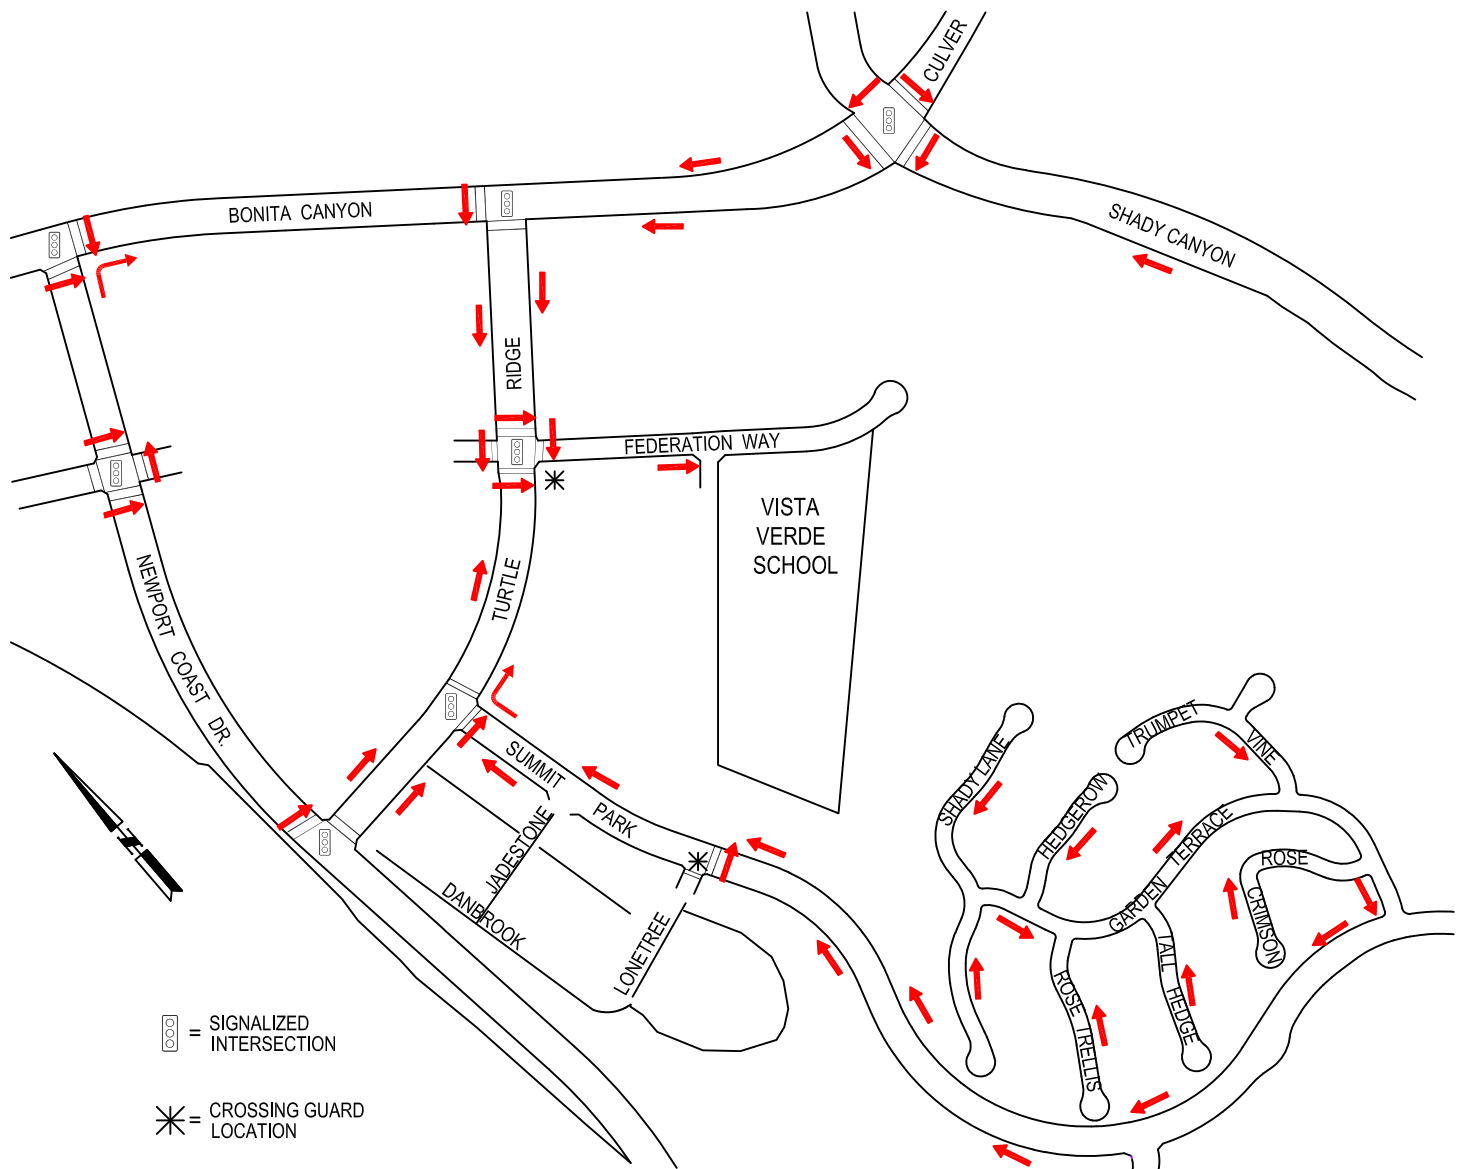 CULVER
BONITA CANYON
SHADY CANYON
RIDGE
FEDERATION WAY
VISTA
VERDE
SCHOOL
TURTLE
NEWPORT COAST DR.
SUMMIT
PARK
JADESTONE
DANBROOK
LONETREE
SHADY LANE
TRUMPET
VINE
HEDGEROW
GARDEN TERRACE
ROSE
CRIMSON
TALL HEDGE
ROSE TRELLIS
N
= SIGNALIZED
INTERSECTION
= CROSSING GUARD
LOCATION